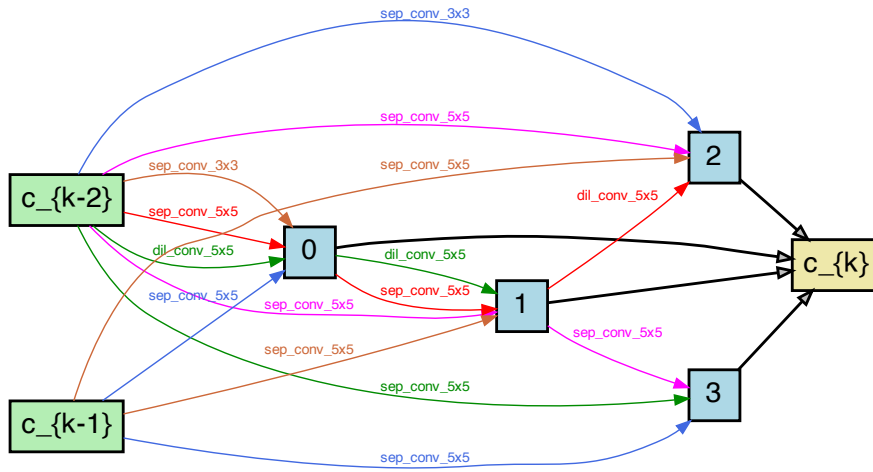 sep_conv_3x3
sep_conv_5x5
2
sep_conv_3x3
sep_conv_5x5
c_{k-2}
sep_conv_5x5
dil_conv_5x5
dil_conv_5x5
0
dil_conv_5x5
c_{k}
sep_conv_5x5
sep_conv_5x5
sep_conv_5x5
1
sep_conv_5x5
sep_conv_5x5
sep_conv_5x5
3
c_{k-1}
sep_conv_5x5